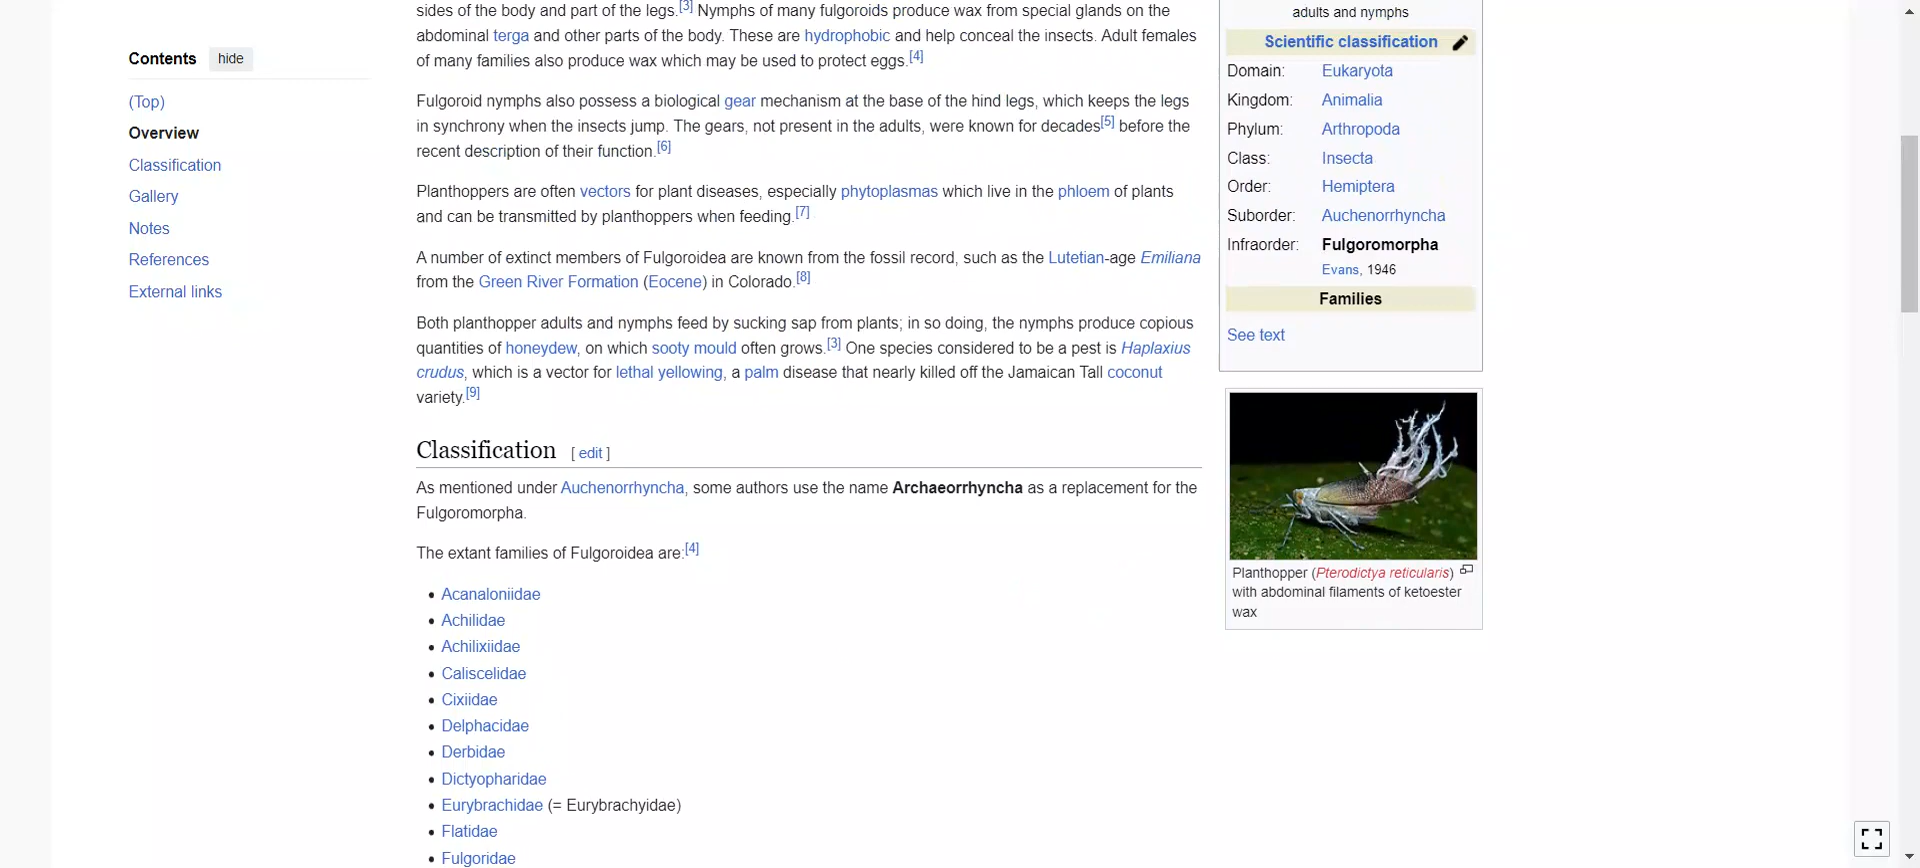 Contents hide
(Top)
Overview
Classification
Gallery
Notes
References
External links
sides of the body and part of the legs.[3] Nymphs of many fulgoroids produce wax from special glands on the
abdominal terga and other parts of the body. These are hydrophobic and help conceal the insects. Adult females
of many families also produce wax which may be used to protect eggs.[4]
Fulgoroid nymphs also possess a biological gear mechanism at the base of the hind legs, which keeps the legs
in synchrony when the insects jump. The gears, not present in the adults, were known for decades[5] before the
recent description of their function.[6]
Planthoppers are often vectors for plant diseases, especially phytoplasmas which live in the phloem of plants
and can be transmitted by planthoppers when feeding.[7]
A number of extinct members of Fulgoroidea are known from the fossil record, such as the Lutetian-age Emiliana
from the Green River Formation (Eocene) in Colorado.[8]
Both planthopper adults and nymphs feed by sucking sap from plants; in so doing, the nymphs produce copious
quantities of honeydew, on which sooty mould often grows.[3] One species considered to be a pest is Haplaxius
crudus, which is a vector for lethal yellowing, a palm disease that nearly killed off the Jamaican Tall coconut
variety.[9]
Classification [ edit ]
As mentioned under Auchenorrhyncha, some authors use the name Archaeorrhyncha as a replacement for the
Fulgoromorpha.
The extant families of Fulgoroidea are:[4]
• Acanaloniidae
• Achilidae
• Achilixiidae
• Caliscelidae
• Cixiidae
• Delphacidae
• Derbidae
• Dictyopharidae
• Eurybrachidae (= Eurybrachyidae)
• Flatidae
• Fulgoridae
adults and nymphs
Scientific classification
Domain: Eukaryota
Kingdom: Animalia
Phylum: Arthropoda
Class: Insecta
Order: Hemiptera
Suborder: Auchenorrhyncha
Infraorder: Fulgoromorpha
Evans, 1946
Families
See text
Planthopper (Pterodictya reticularis)
with abdominal filaments of ketoester
wax